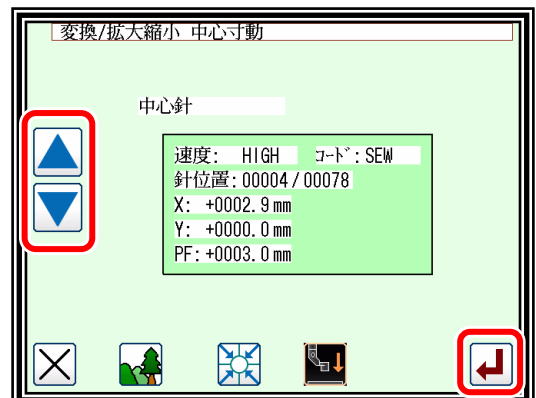 変換/拡大縮小 中心寸動
中心針
速度: HIGH コード:SEW
針位置:00004/00078
X: +0002.9mm
Y: +0000.0mm
PF:+0003.0mm